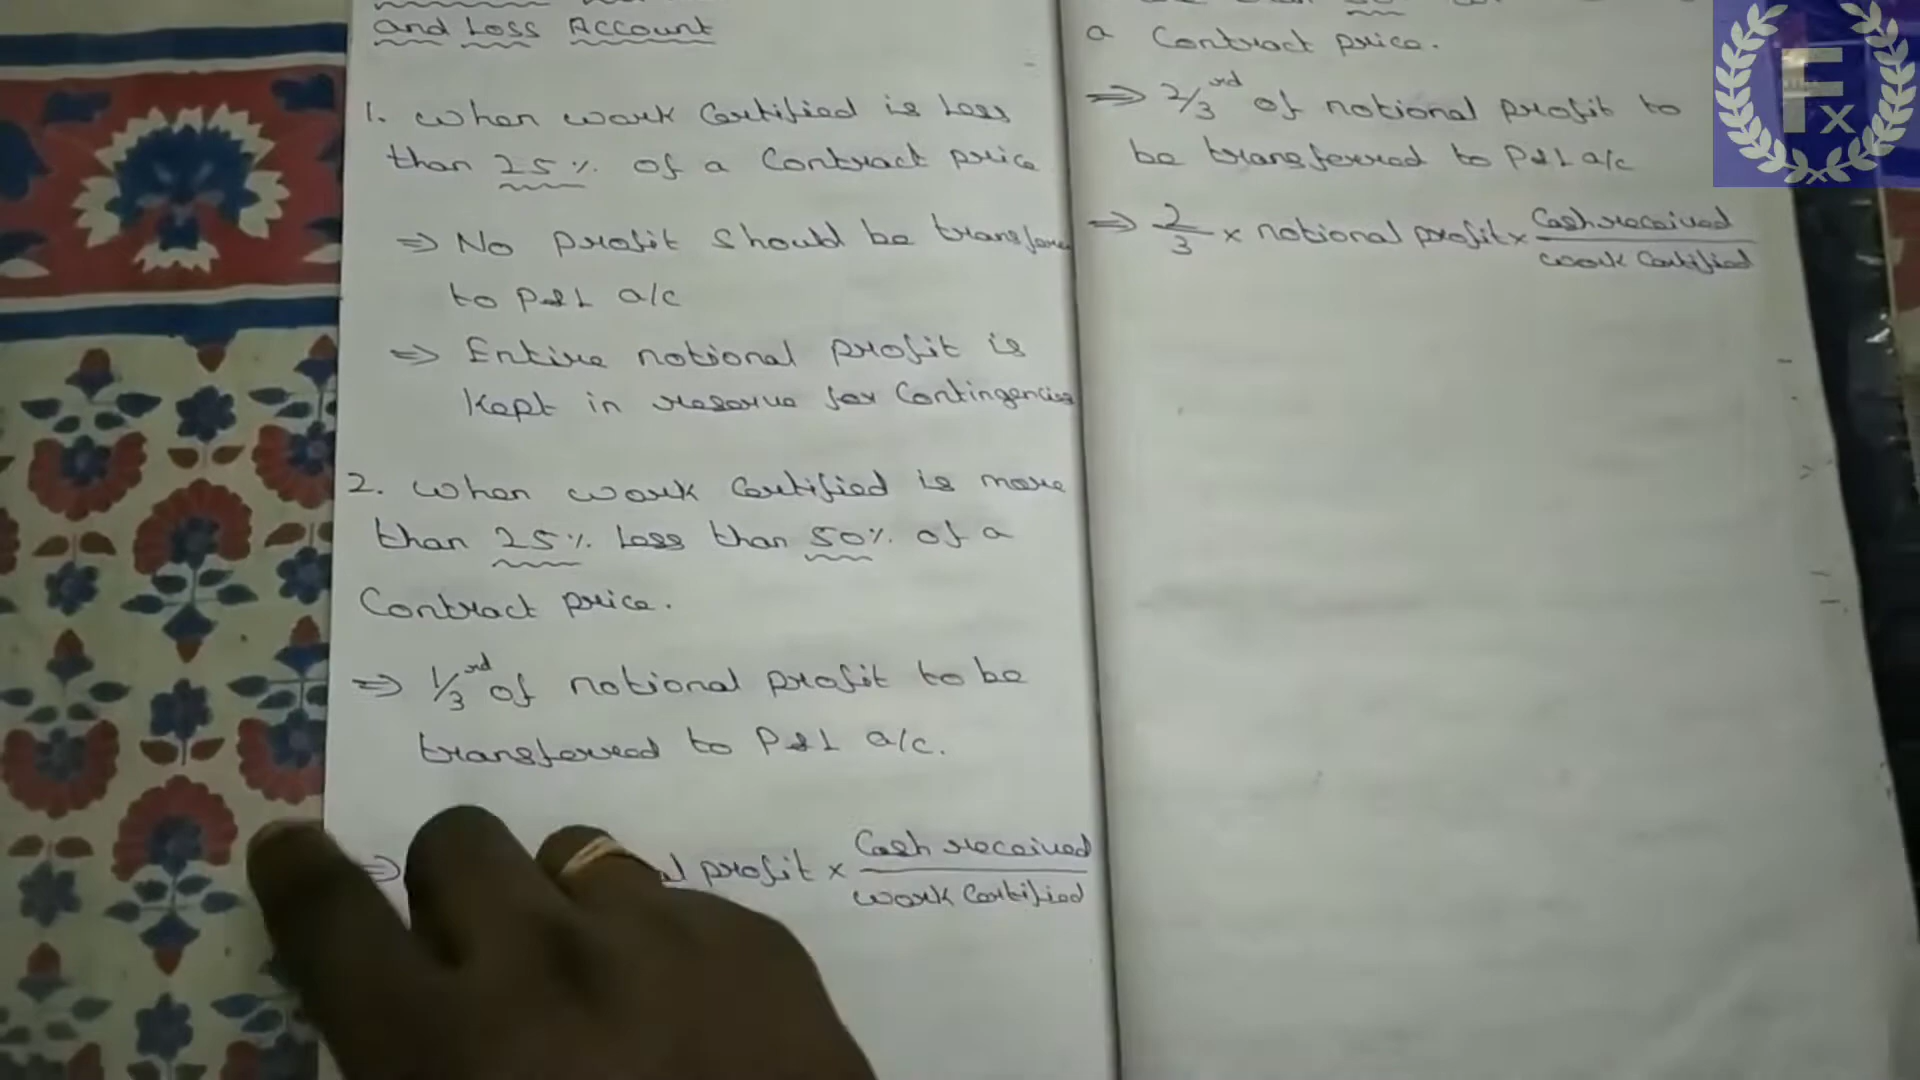 and Loss Account
1. When work Certified is Less
than 25% of a Contract price
⇒ No profit should be transfere
to P&L a/c
⇒ Entire notional profit is
kept in reserve for Contingencies
2. When work Certified is more
than 25% Less than 50% of a
Contract price.
⇒ 1/3rd of notional profit to be
transferred to P&L a/c.
⇒ profit × Cash received
work Certified
a Contract price.
⇒ 2/3rd of notional profit to
be transferred to P&L a/c
⇒ 2/3 × notional profit × Cash received
work Certified
Fx